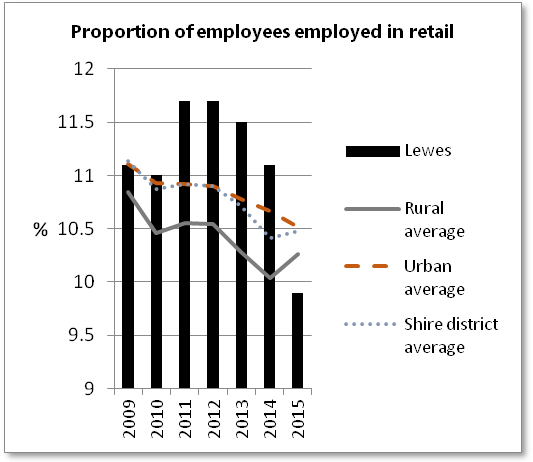 Proportion of employees employed in retail
12
11.5
11
10.5
10
9.5
9
%
2009
2010
2011
2012
2013
2014
2015
Lewes
Rural
average
Urban
average
Shire district
average